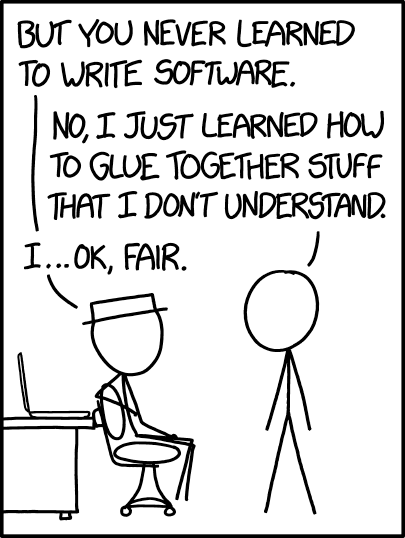 BUT YOU NEVER LEARNED
TO WRITE SOFTWARE.
NO, I JUST LEARNED HOW
TO GLUE TOGETHER STUFF
THAT I DON'T UNDERSTAND.
I...OK, FAIR.